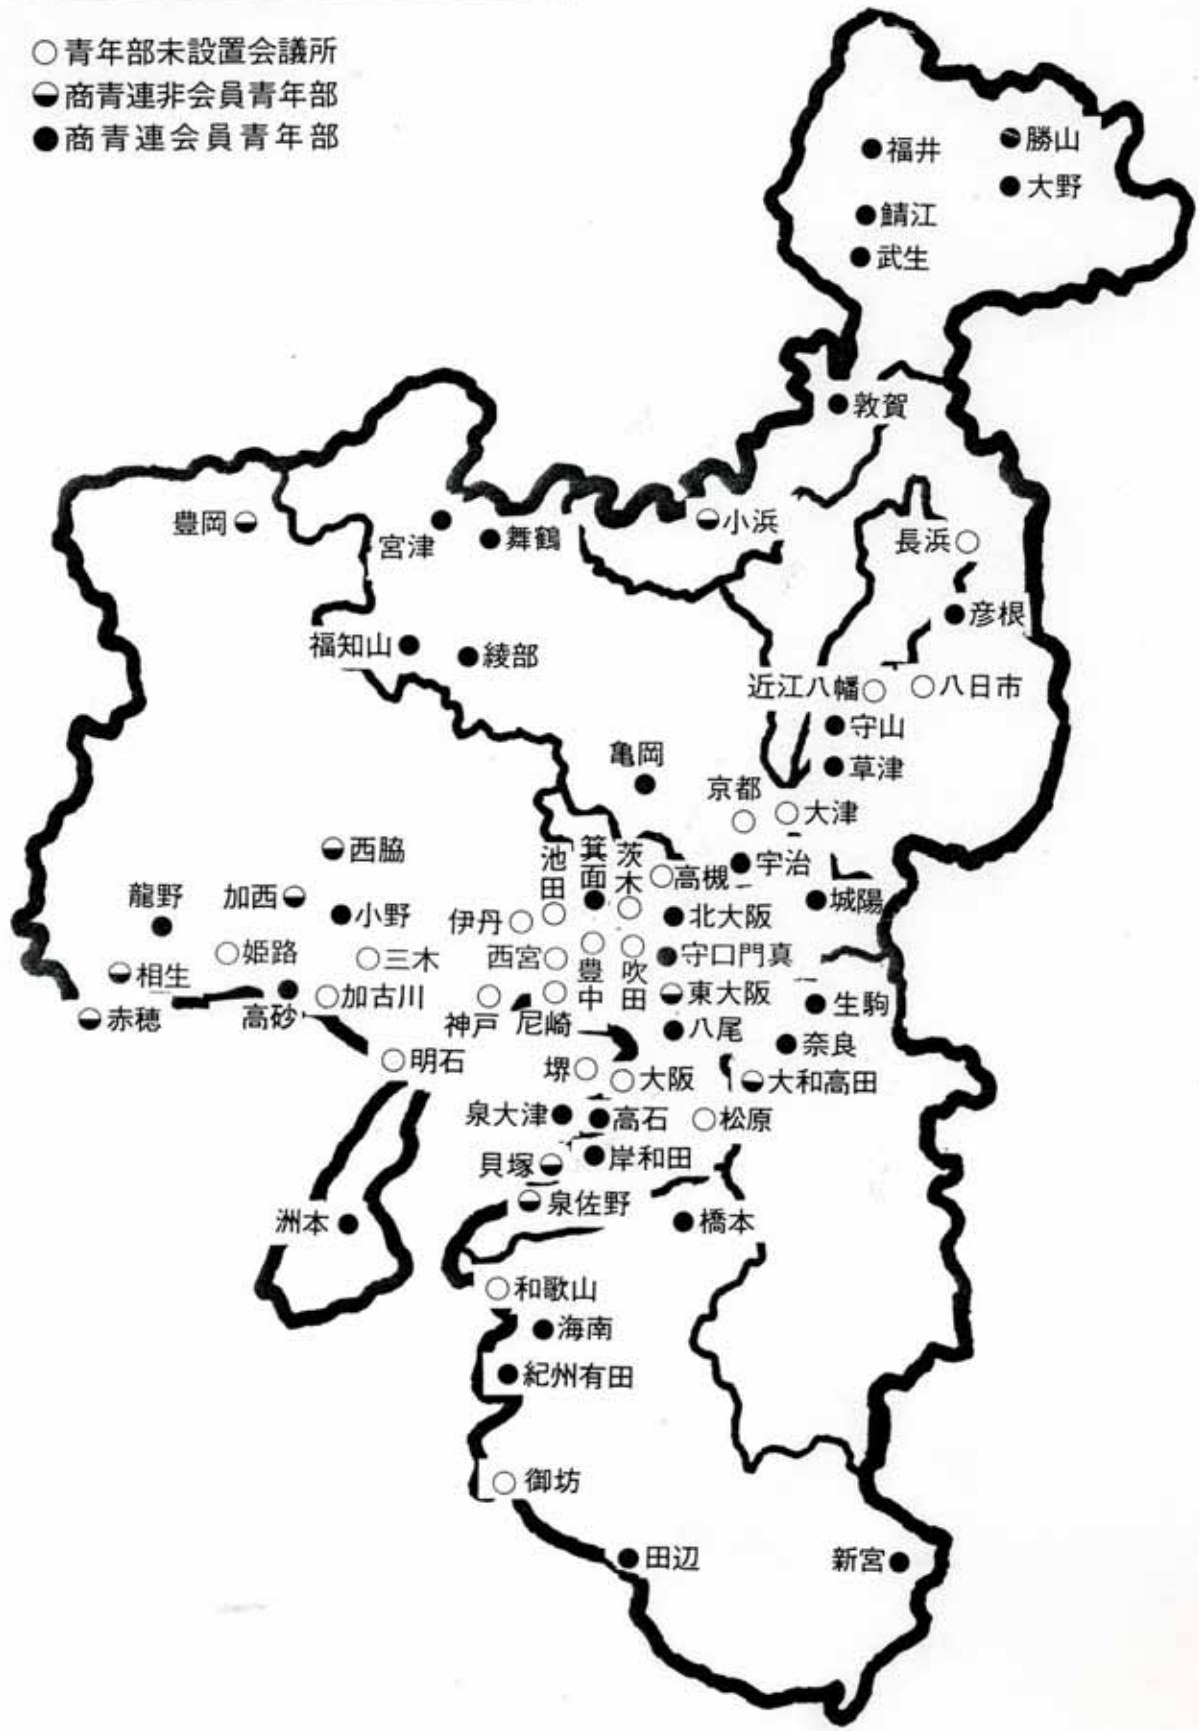 ○青年部未設置会議所
◒商青連非会員青年部
●商青連会員青年部
福井
勝山
大野
鯖江
武生
敦賀
豊岡
宮津
舞鶴
小浜
長浜
彦根
福知山
綾部
近江八幡
八日市
守山
草津
亀岡
京都
大津
西脇
池田
箕面
茨木
高槻
宇治
龍野
加西
小野
伊丹
北大阪
城陽
姫路
三木
西宮
豊中
吹田
守口門真
相生
赤穂
高砂
加古川
神戸
尼崎
東大阪
生駒
八尾
奈良
明石
堺
大阪
大和高田
泉大津
高石
松原
貝塚
岸和田
泉佐野
洲本
橋本
和歌山
海南
紀州有田
御坊
田辺
新宮